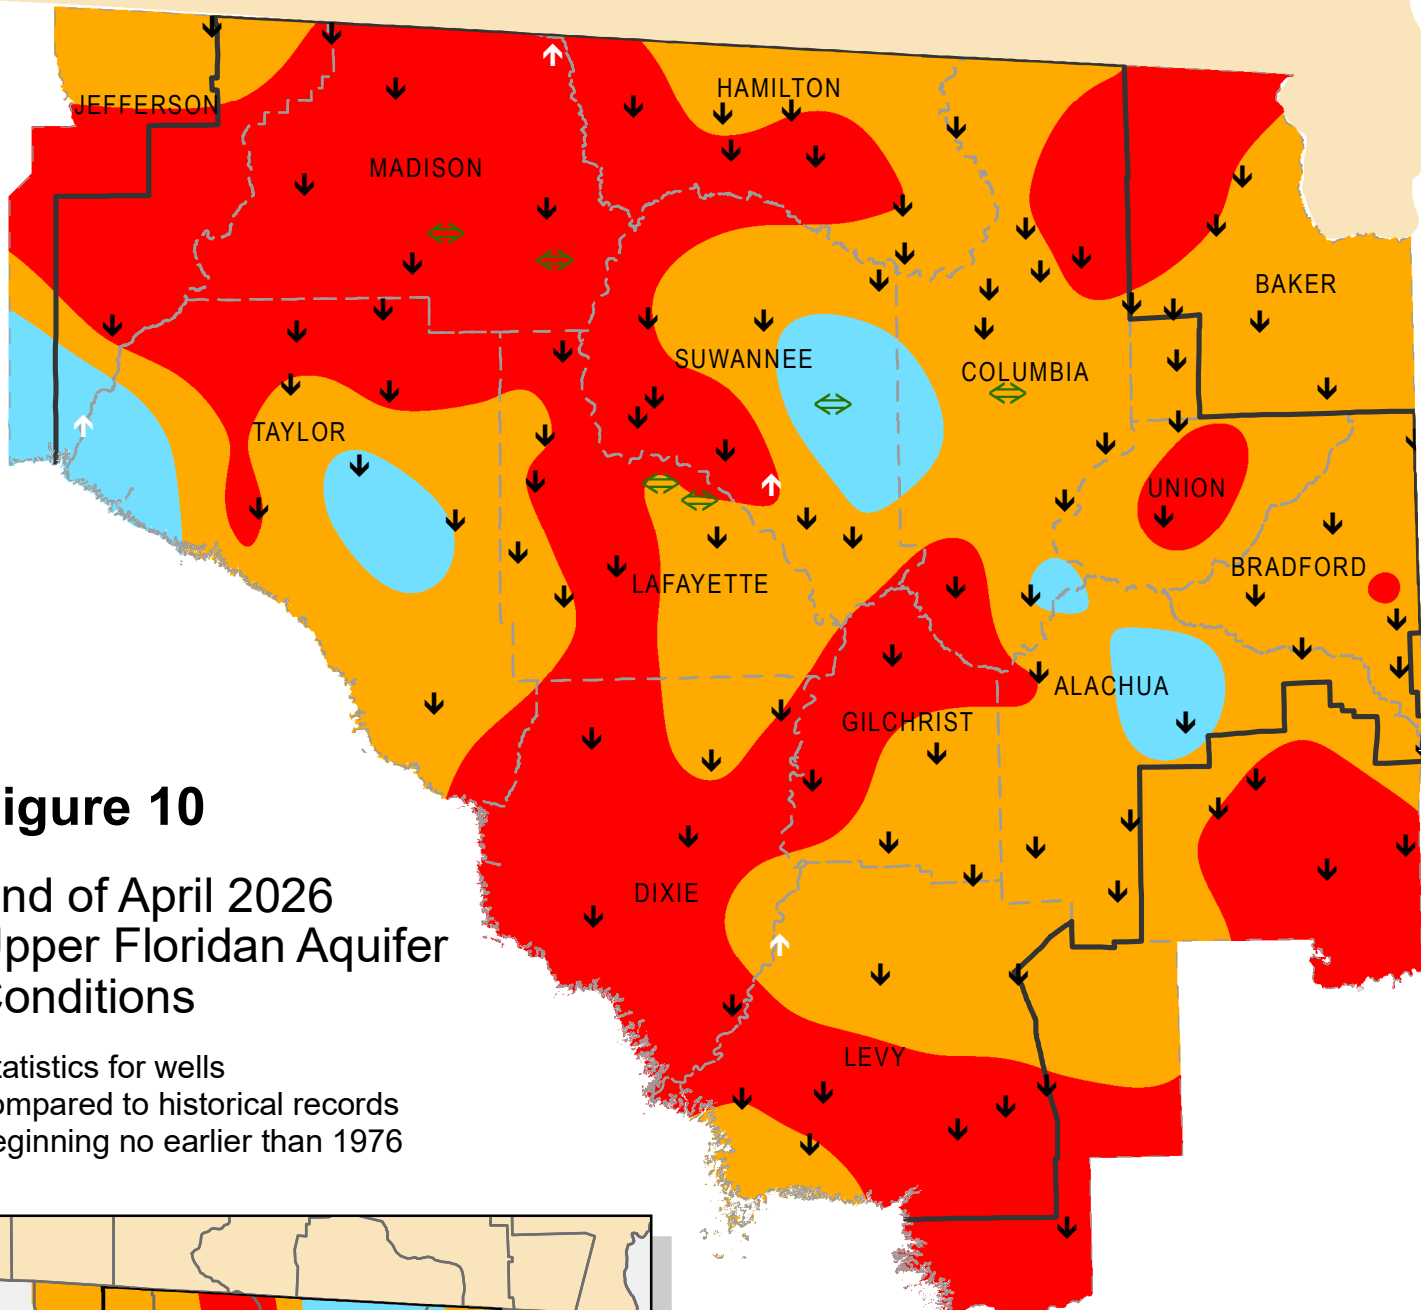 HAMILTON
JEFFERSON
MADISON
BAKER
SUWANNEE
COLUMBIA
TAYLOR
UNION
BRADFORD
LAFAYETTE
ALACHUA
GILCHRIST
DIXIE
LEVY
igure 10
nd of April 2026
pper Floridan Aquifer
onditions
tatistics for wells
ompared to historical records
eginning no earlier than 1976